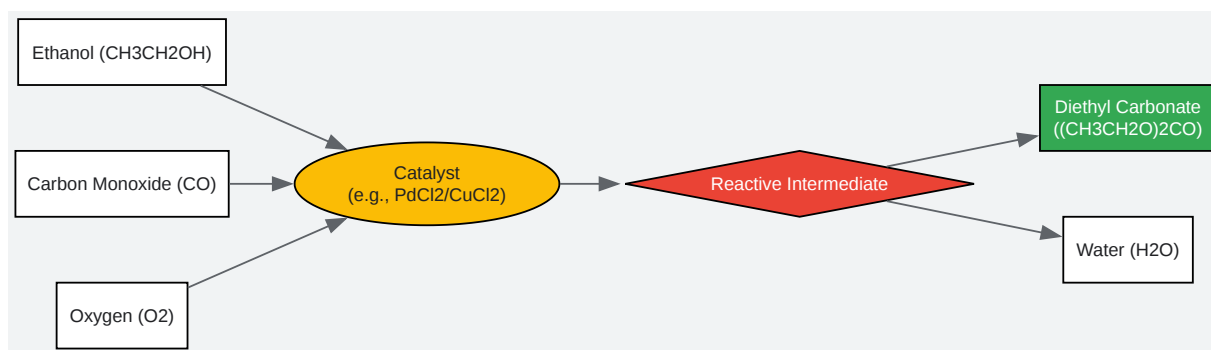 Ethanol (CH3CH2OH)
Carbon Monoxide (CO)
Oxygen (O2)
Catalyst
(e.g., PdCl2/CuCl2)
Reactive Intermediate
Diethyl Carbonate
((CH3CH2O)2CO)
Water (H2O)